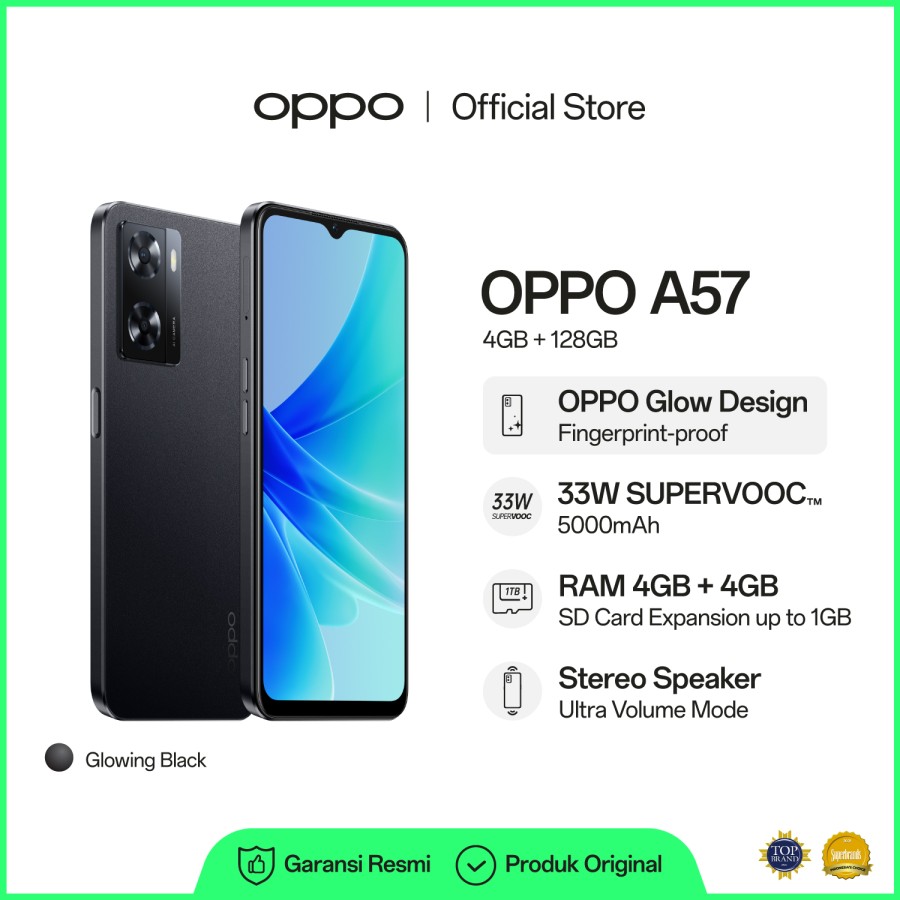 oppo | Official Store
OPPO A57
4GB + 128GB
OPPO Glow Design
Fingerprint-proof
33W
SUPERVOOC
33W SUPERVOOC™
5000mAh
1TB
RAM 4GB + 4GB
SD Card Expansion up to 1GB
Stereo Speaker
Ultra Volume Mode
oppo
Glowing Black
Garansi Resmi
Produk Original
TOP
BRAND
Superbrands